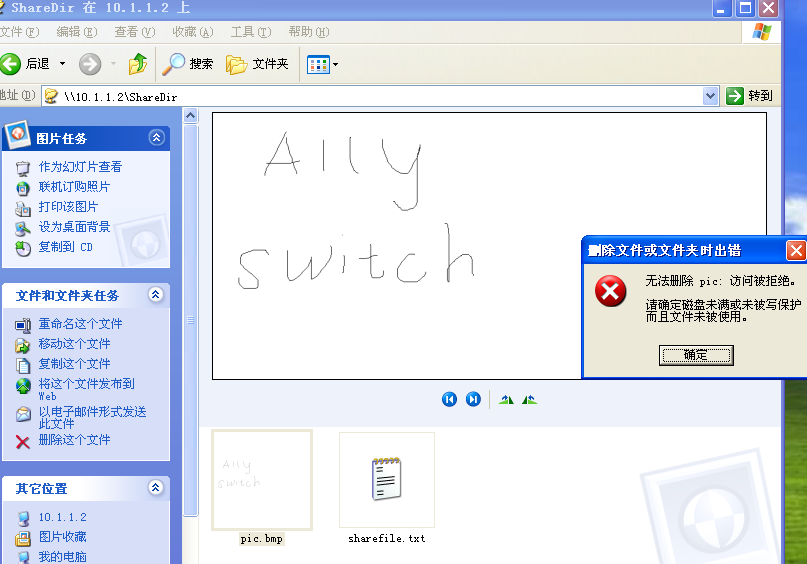 ShareDir 在 10.1.1.2 上
文件(F) 编辑(E) 查看(V) 收藏(A) 工具(T) 帮助(H)
后退 搜索 文件夹
地址(D) \\10.1.1.2\ShareDir 转到
图片任务
作为幻灯片查看
联机订购照片
打印该图片
设为桌面背景
复制到 CD
文件和文件夹任务
重命名这个文件
移动这个文件
复制这个文件
将这个文件发布到
Web
以电子邮件形式发送
此文件
删除这个文件
其它位置
10.1.1.2
图片收藏
我的电脑
Ally
switch
删除文件或文件夹时出错
无法删除 pic: 访问被拒绝。
请确定磁盘未满或未被写保护
而且文件未被使用。
确定
Ally
switch
pic.bmp sharefile.txt